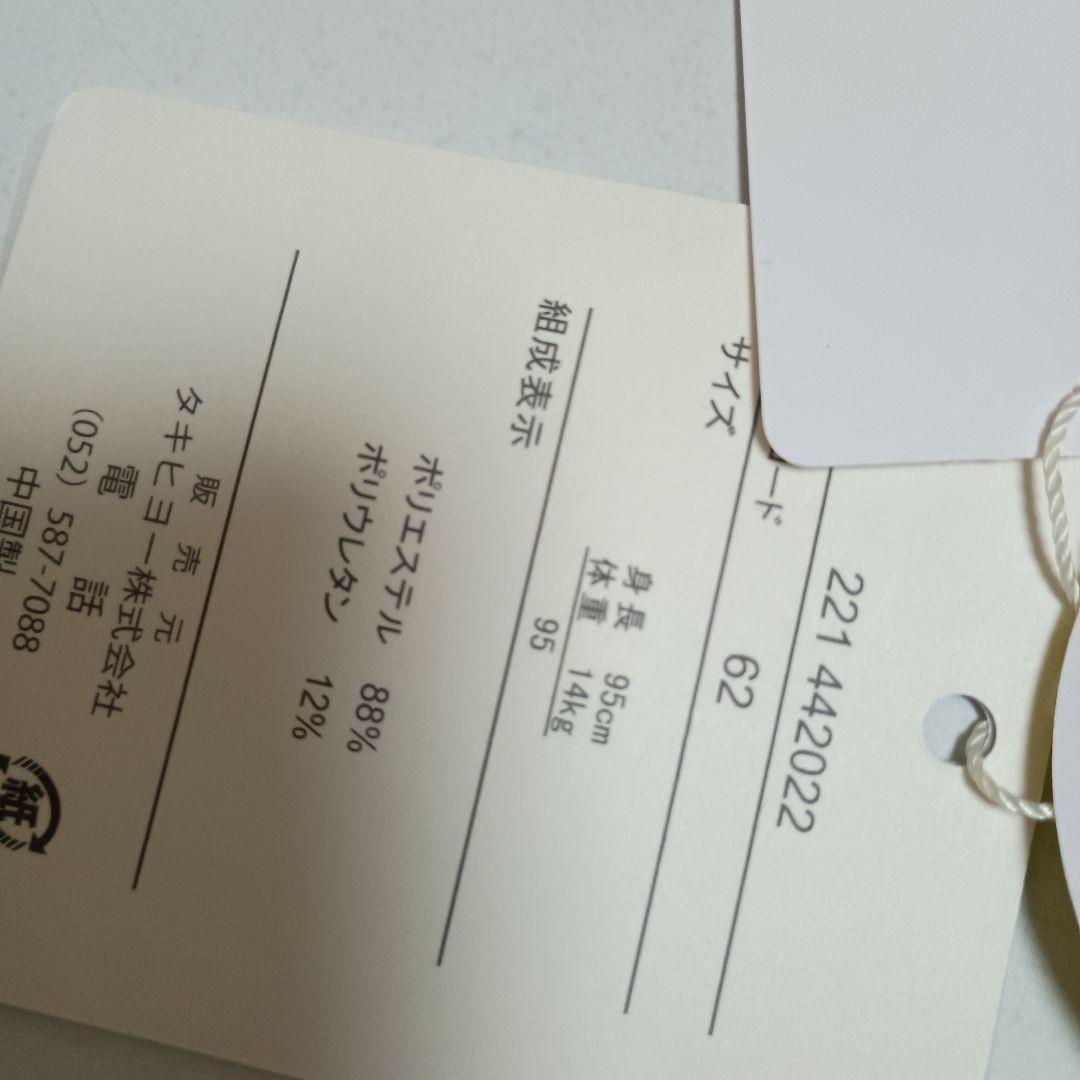 221 442022
ード 62
サイズ
身長 95cm
体重 14kg
95
組成表示
ポリエステル 88%
ポリウレタン 12%
販売元
タキヒヨー株式会社
電話
(052) 587-7088
中国製
紙